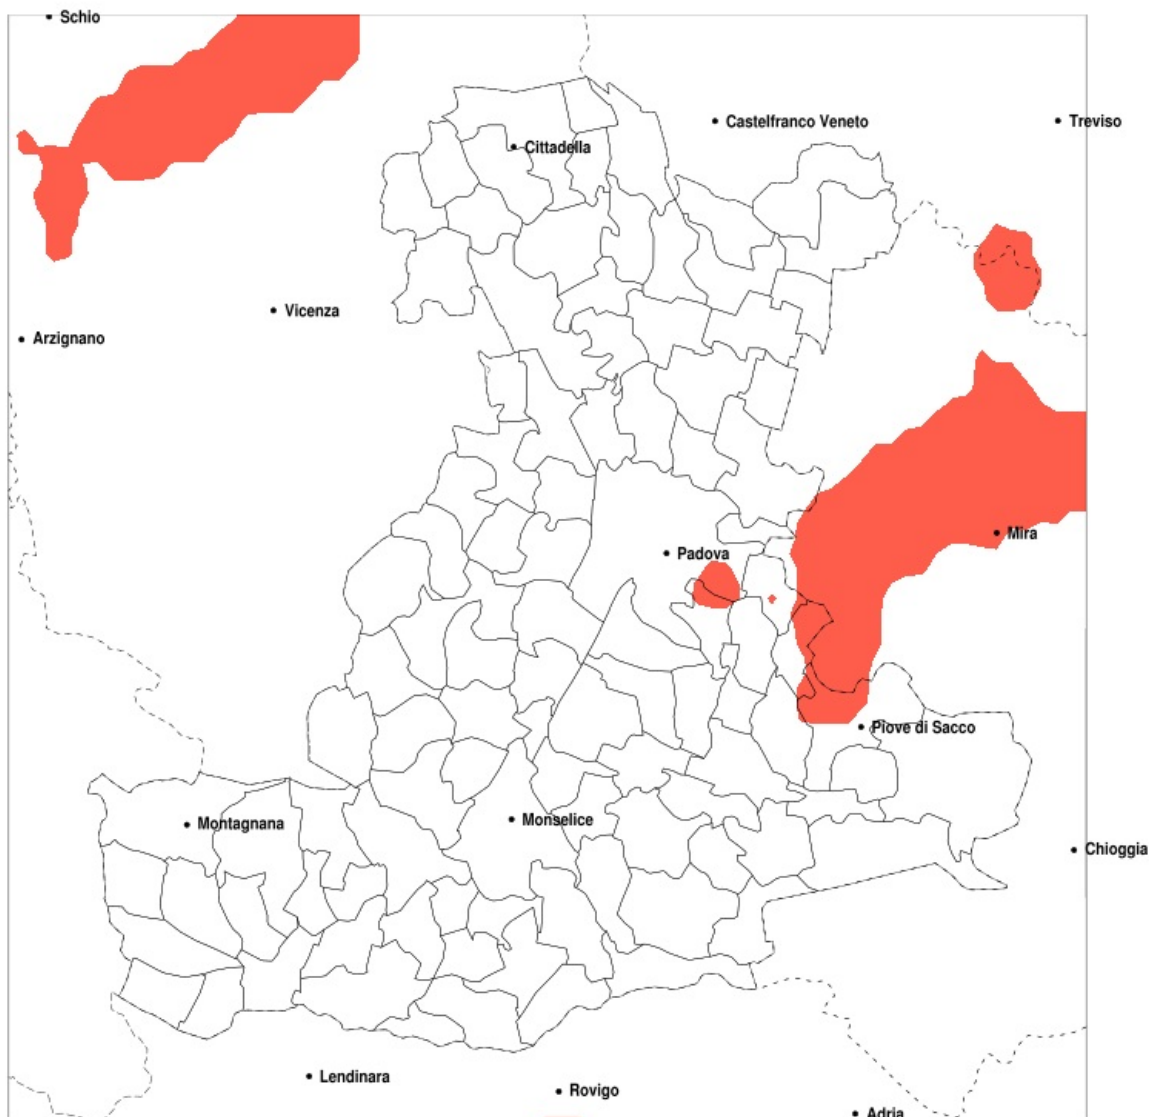 Schio
Castelfranco Veneto
Treviso
Cittadella
Vicenza
Arzignano
Mira
Padova
Piove di Sacco
Montagnana
Monselice
Chioggia
Lendinara
Rovigo
Adria